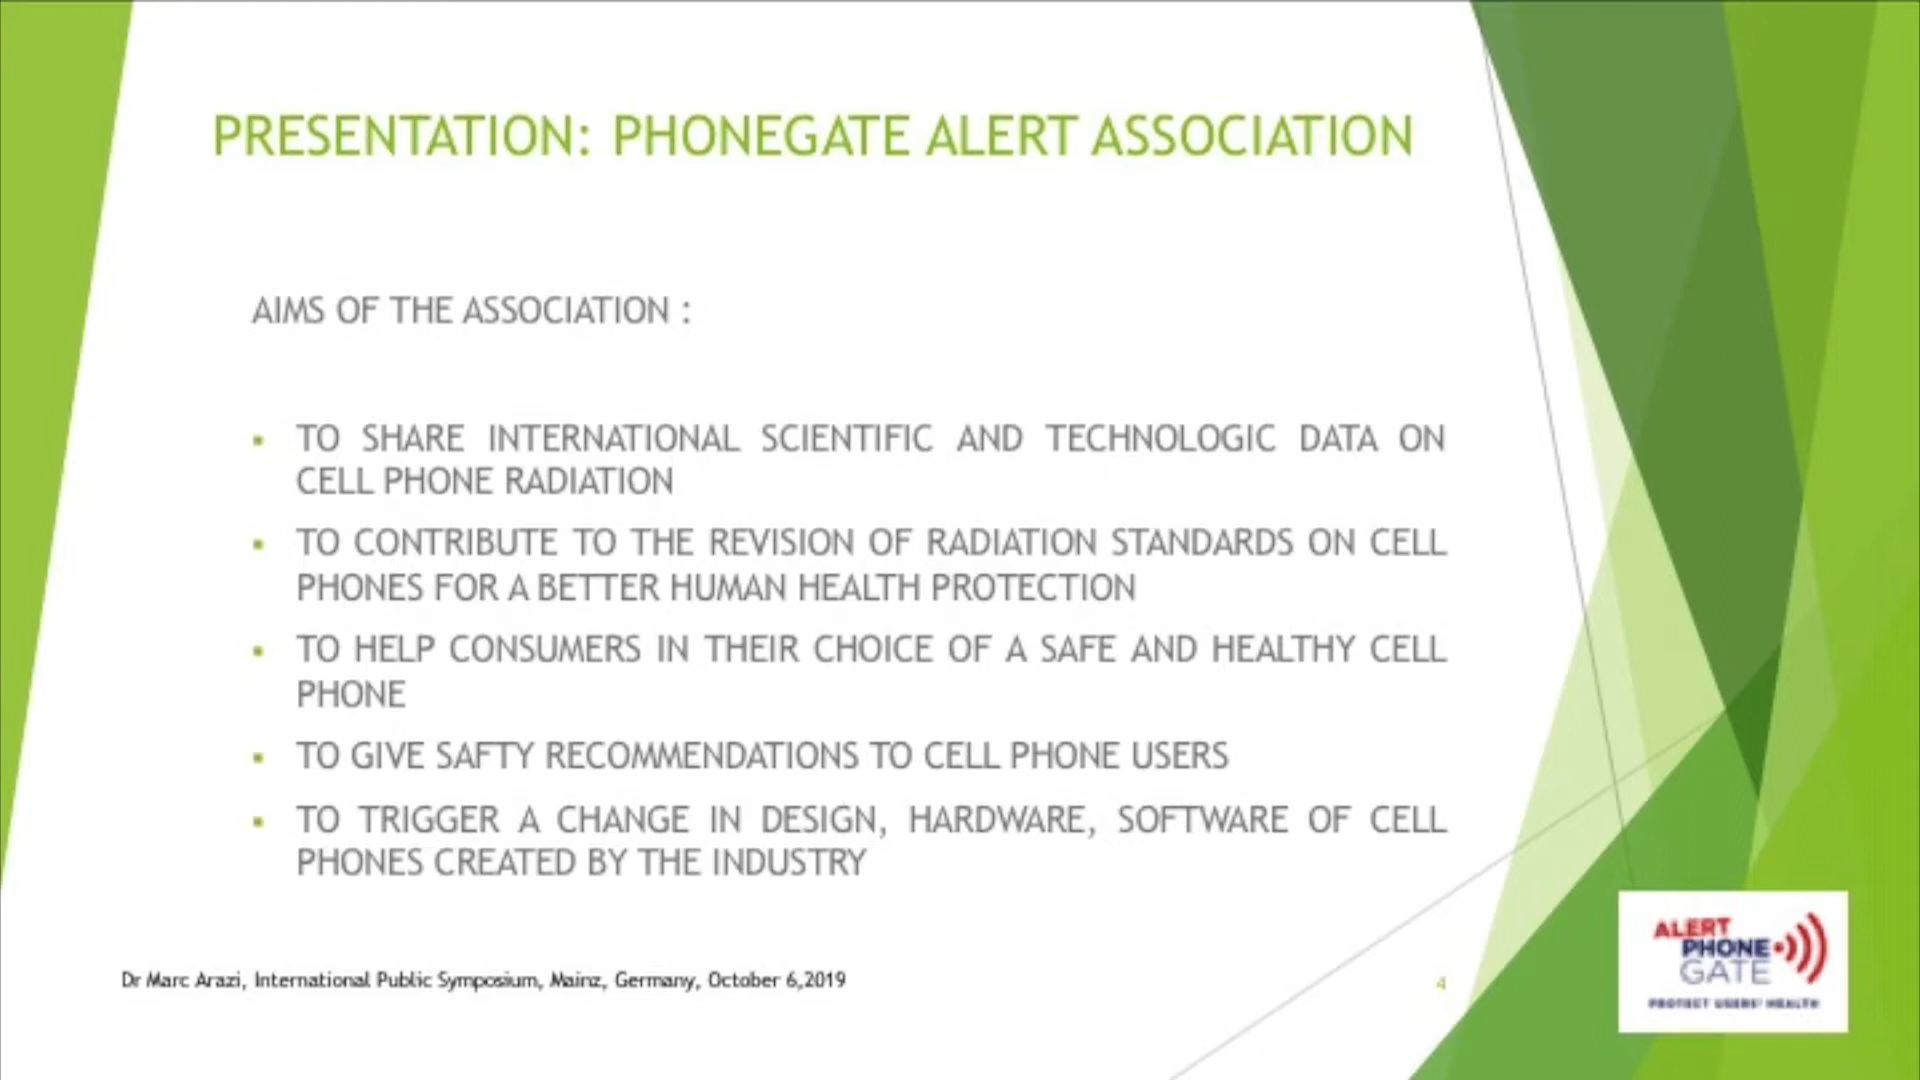 PRESENTATION: PHONEGATE ALERT ASSOCIATION
AIMS OF THE ASSOCIATION :
▪ TO SHARE INTERNATIONAL SCIENTIFIC AND TECHNOLOGIC DATA ON
CELL PHONE RADIATION
▪ TO CONTRIBUTE TO THE REVISION OF RADIATION STANDARDS ON CELL
PHONES FOR A BETTER HUMAN HEALTH PROTECTION
▪ TO HELP CONSUMERS IN THEIR CHOICE OF A SAFE AND HEALTHY CELL
PHONE
▪ TO GIVE SAFTY RECOMMENDATIONS TO CELL PHONE USERS
▪ TO TRIGGER A CHANGE IN DESIGN, HARDWARE, SOFTWARE OF CELL
PHONES CREATED BY THE INDUSTRY
Dr Marc Arazi, International Public Symposium, Mainz, Germany, October 6,2019
4
ALERT
PHONE
GATE
PROTECT USERS' HEALTH